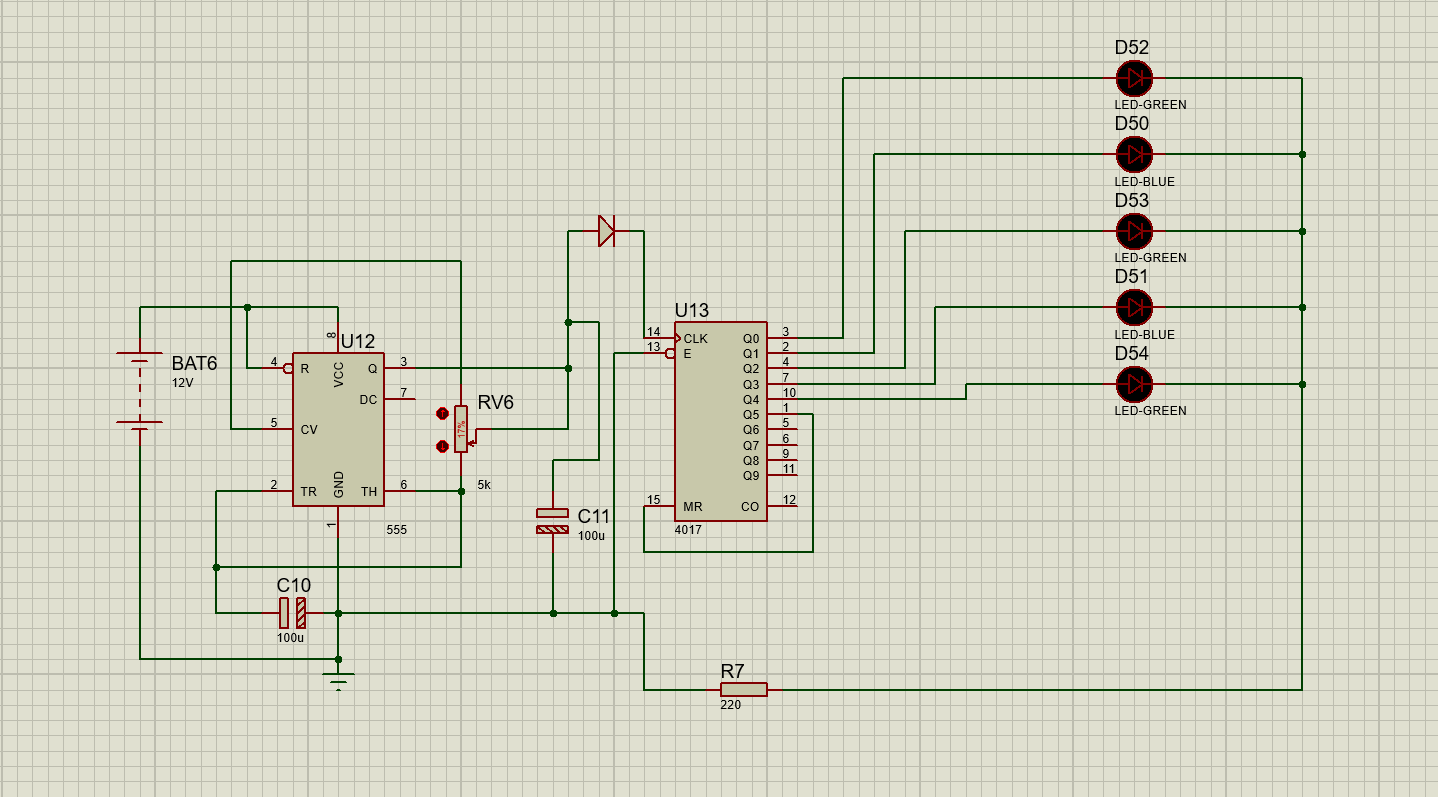 D52
LED-GREEN
D50
LED-BLUE
D53
LED-GREEN
D51
LED-BLUE
D54
LED-GREEN
BAT6
12V
U12
8
VCC
4
R
Q
3
DC
7
5
CV
2
TR
GND
TH
6
1
555
RV6
17%
5k
C10
100u
C11
100u
U13
14
CLK
Q0
3
13
E
Q1
2
Q2
4
Q3
7
Q4
10
Q5
1
Q6
5
Q7
6
Q8
9
Q9
11
15
MR
CO
12
4017
R7
220